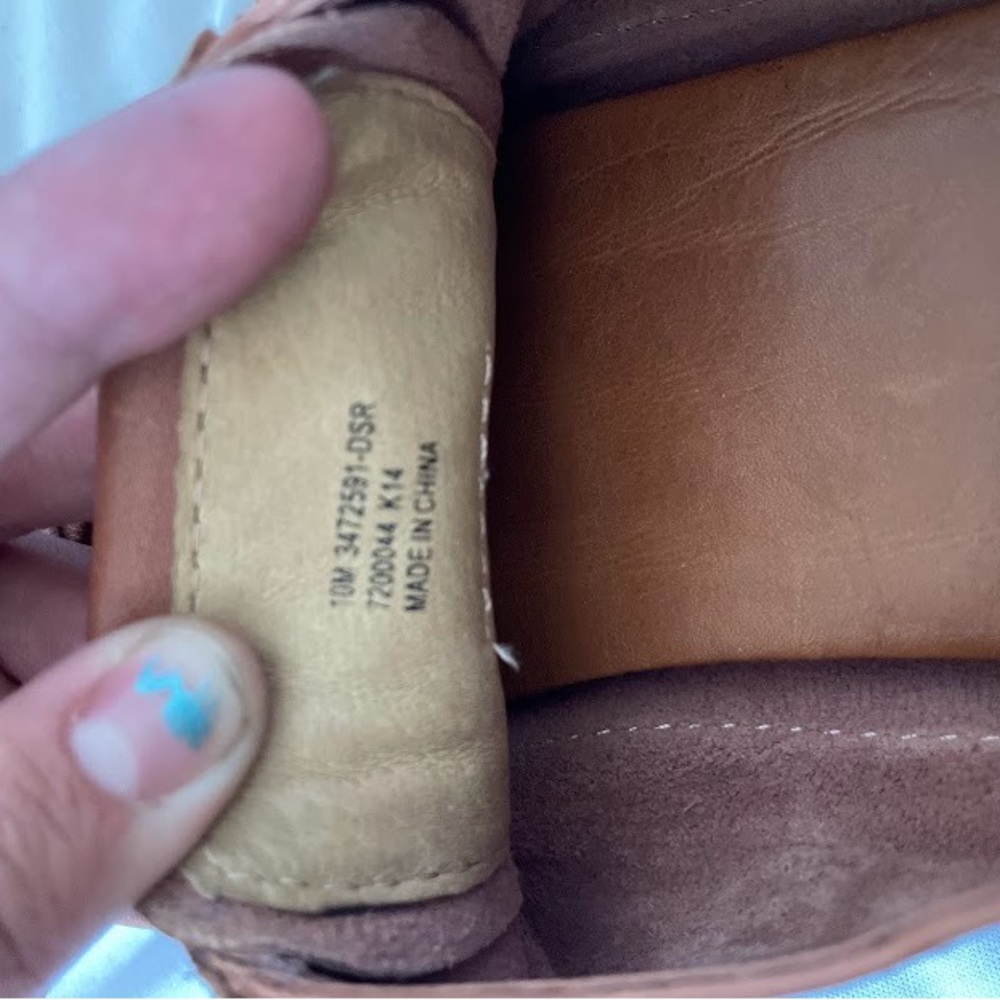 10M 3472591-DSR
7200044 K14
MADE IN CHINA